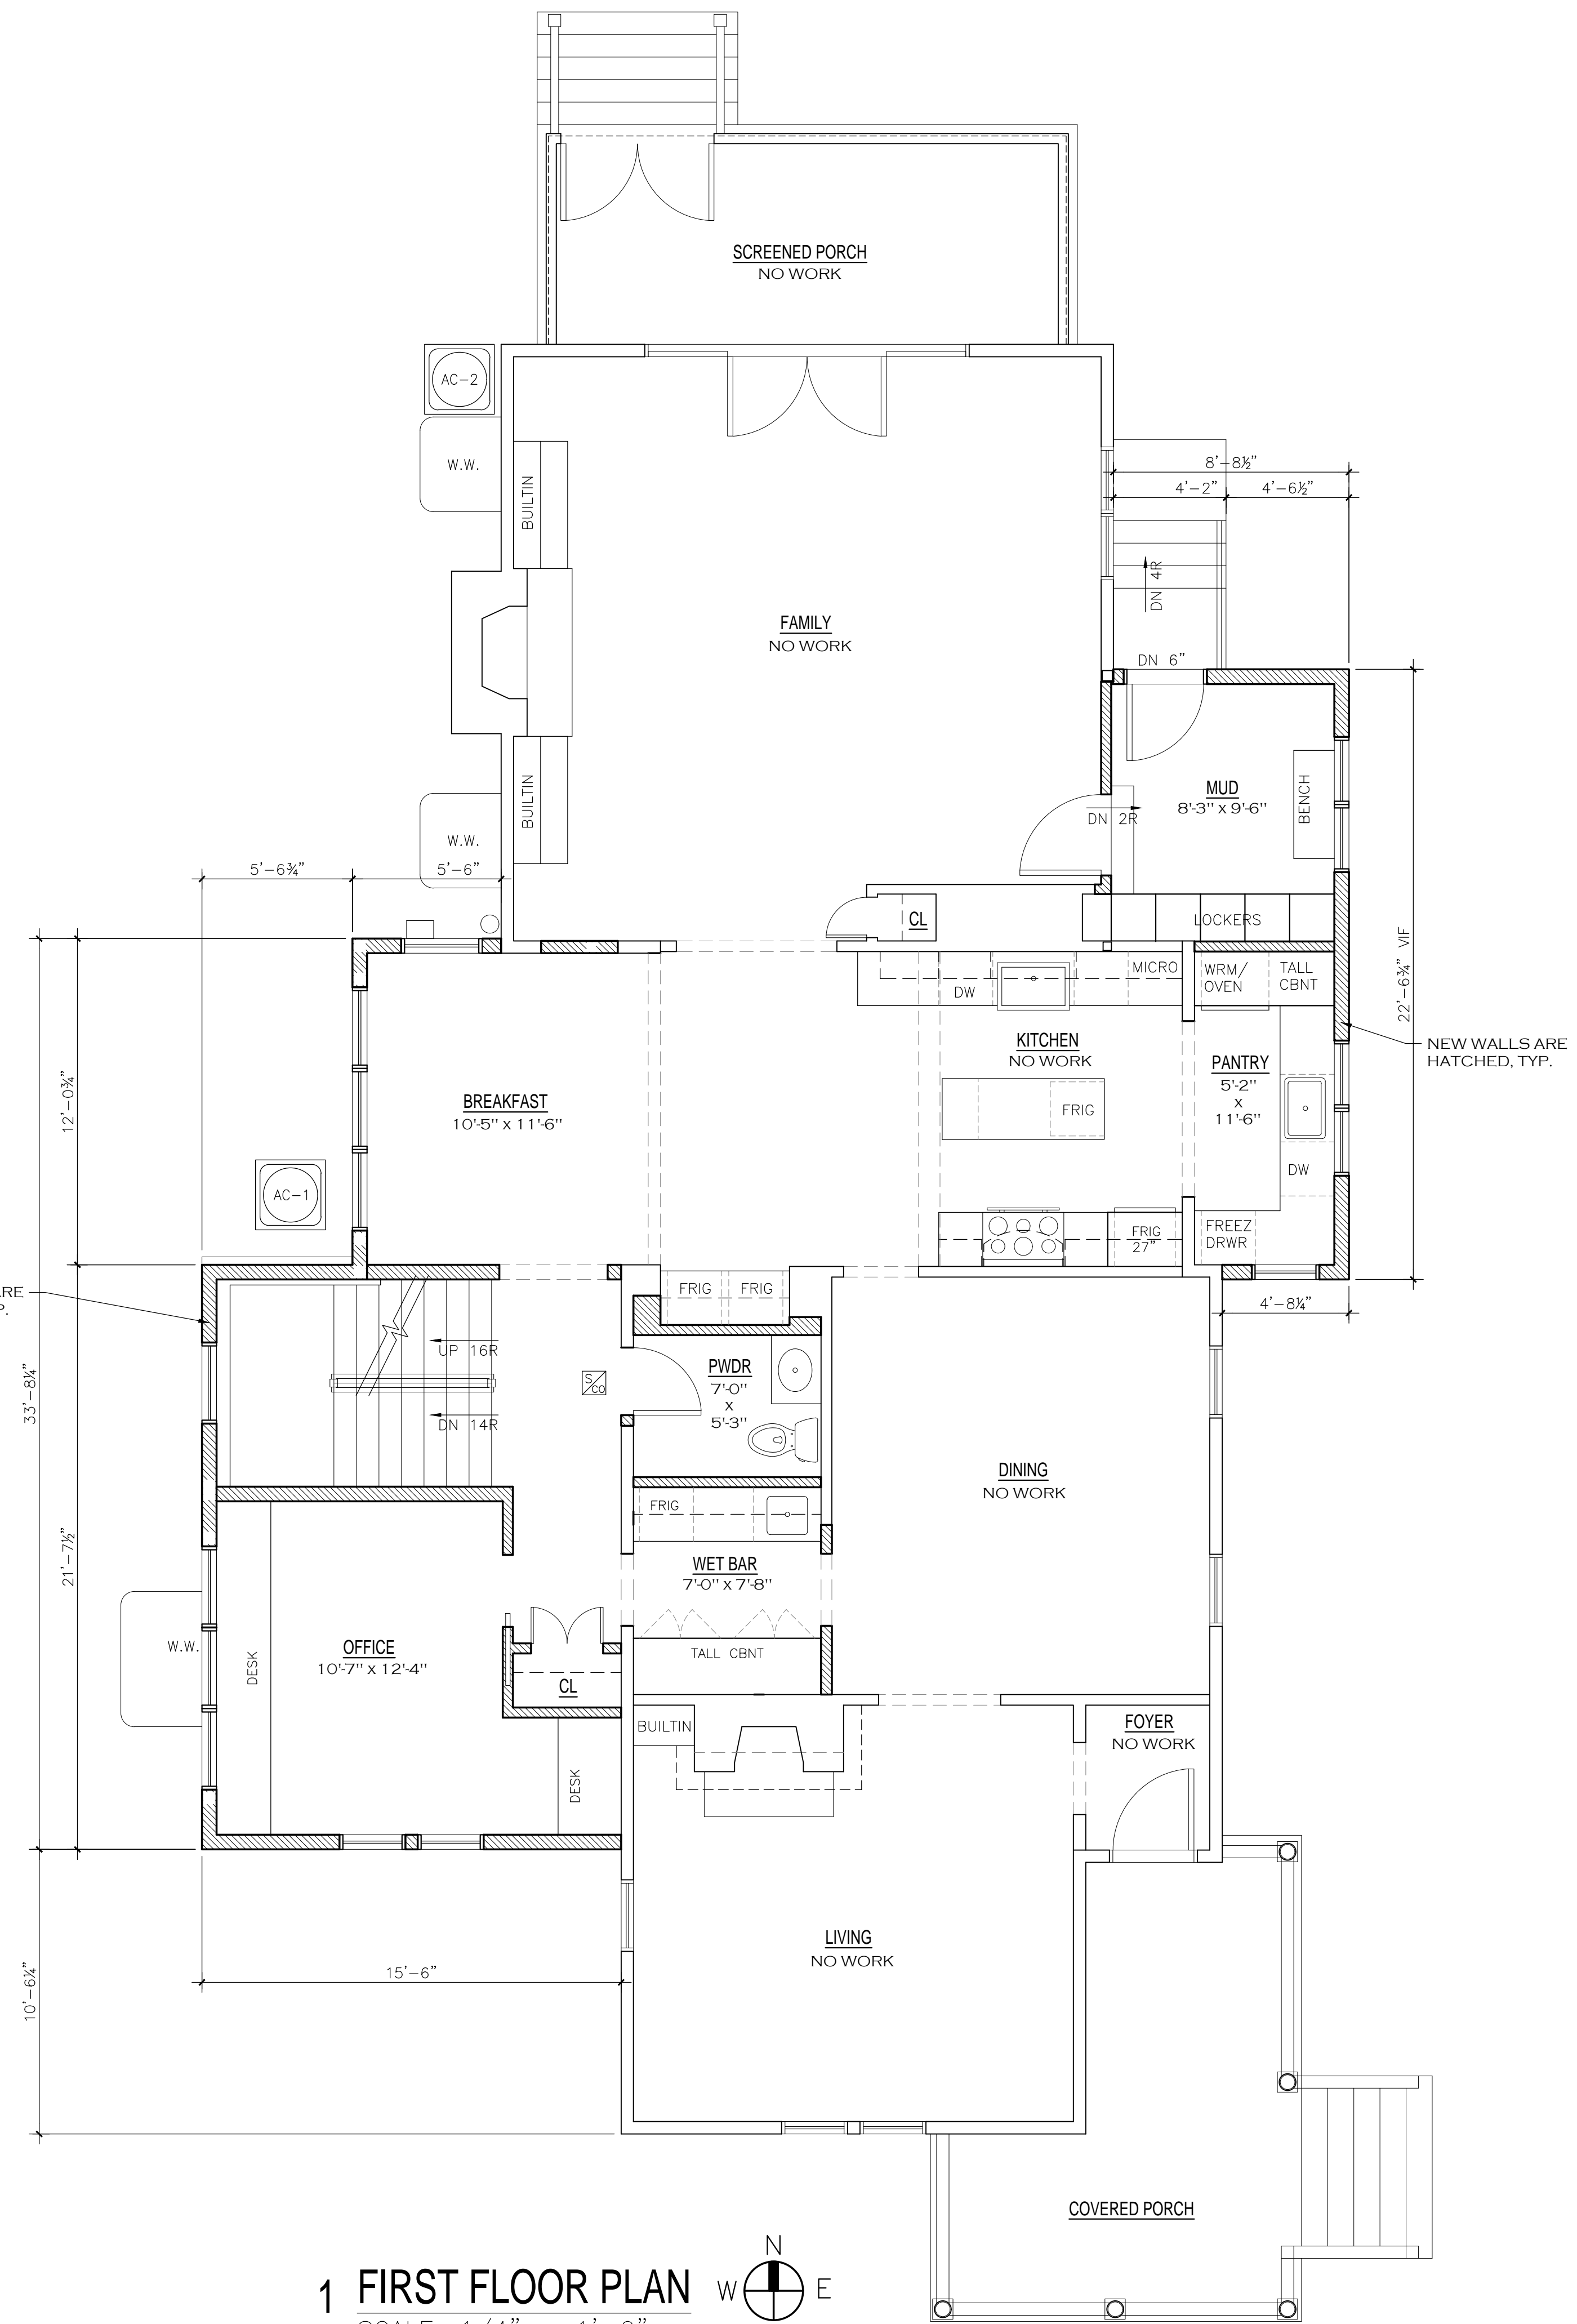 SCREENED PORCH
NO WORK
AC-2
W.W.
BUILTIN
8'-8½"
4'-2"
4'-6½"
DN 4R
FAMILY
NO WORK
DN 6"
MUD
8'-3" x 9'-6"
BENCH
DN 2R
BUILTIN
W.W.
5'-6¾"
5'-6"
CL
LOCKERS
22'-6¾" VIF
MICRO
WRM/
OVEN
TALL
CBNT
DW
KITCHEN
NO WORK
NEW WALLS ARE
HATCHED, TYP.
PANTRY
5'-2"
x
11'-6"
12'-0¾"
BREAKFAST
10'-5" x 11'-6"
FRIG
DW
AC-1
FRIG
27"
FREEZ
DRWR
FRIG
FRIG
4'-8¼"
ARE
UP 16R
S/CO
PWDR
7'-0"
x
5'-3"
33'-8¼"
DN 14R
DINING
NO WORK
FRIG
21'-7½"
WET BAR
7'-0" x 7'-8"
W.W.
DESK
OFFICE
10'-7" x 12'-4"
TALL CBNT
CL
BUILTIN
FOYER
NO WORK
DESK
LIVING
NO WORK
15'-6"
10'-6¼"
COVERED PORCH
N
W
E
1 FIRST FLOOR PLAN